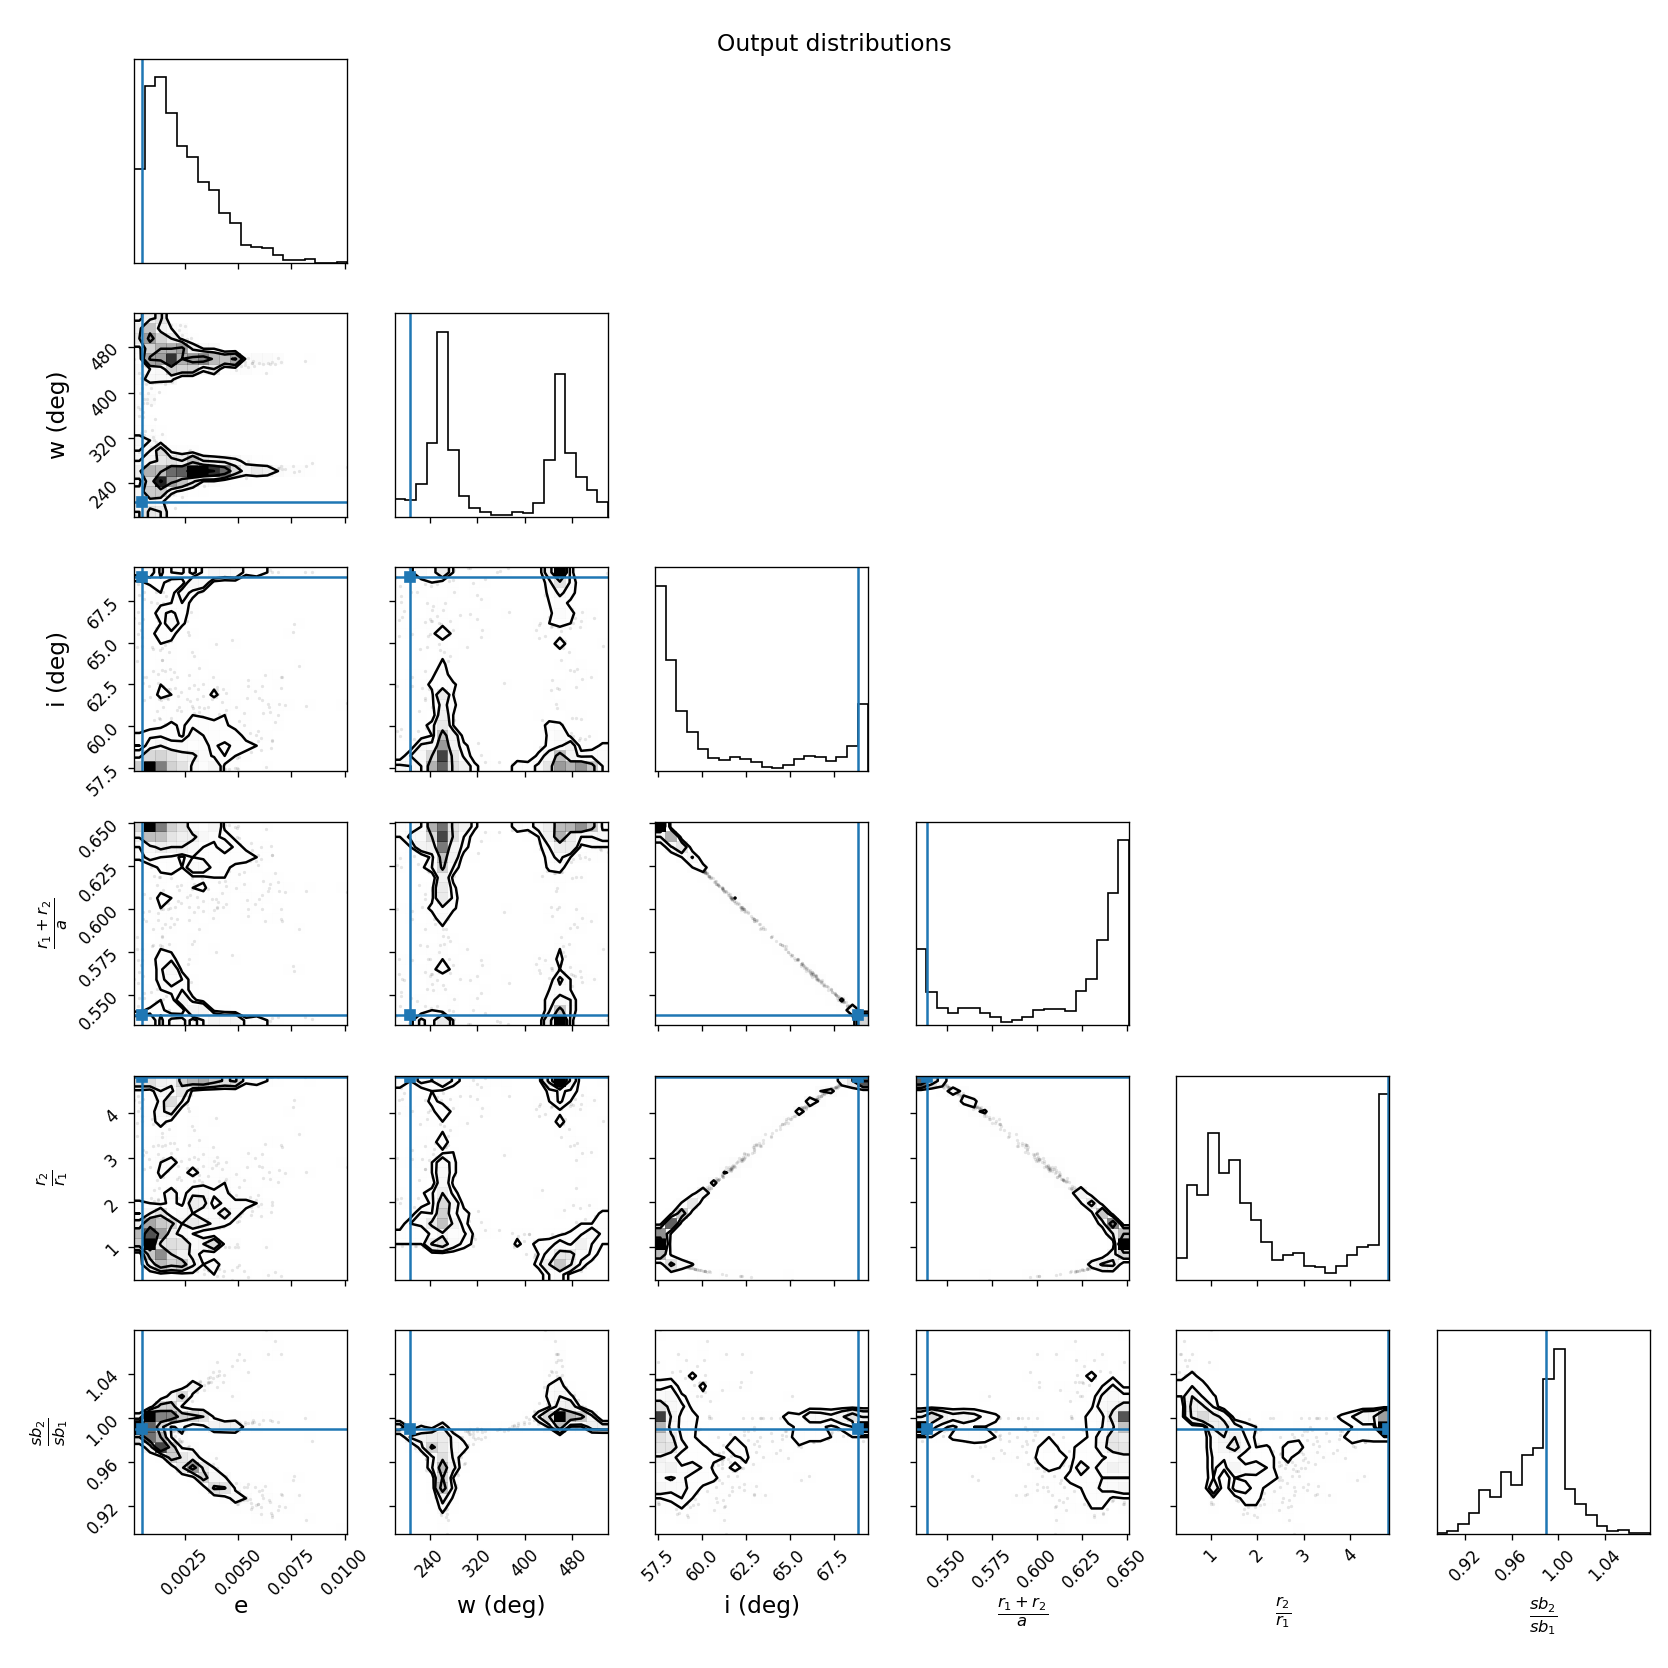 Output distributions
w (deg)
480
400
320
240
i (deg)
67.5
65.0
62.5
60.0
57.5
r1 + r2
a
0.650
0.625
0.600
0.575
0.550
r2
r1
4
3
2
1
sb2
sb1
1.04
1.00
0.96
0.92
0.0025 0.0050 0.0075 0.0100
e
240 320 400 480
w (deg)
57.5 60.0 62.5 65.0 67.5
i (deg)
0.550 0.575 0.600 0.625 0.650
r1 + r2
a
1 2 3 4
r2
r1
0.92 0.96 1.00 1.04
sb2
sb1